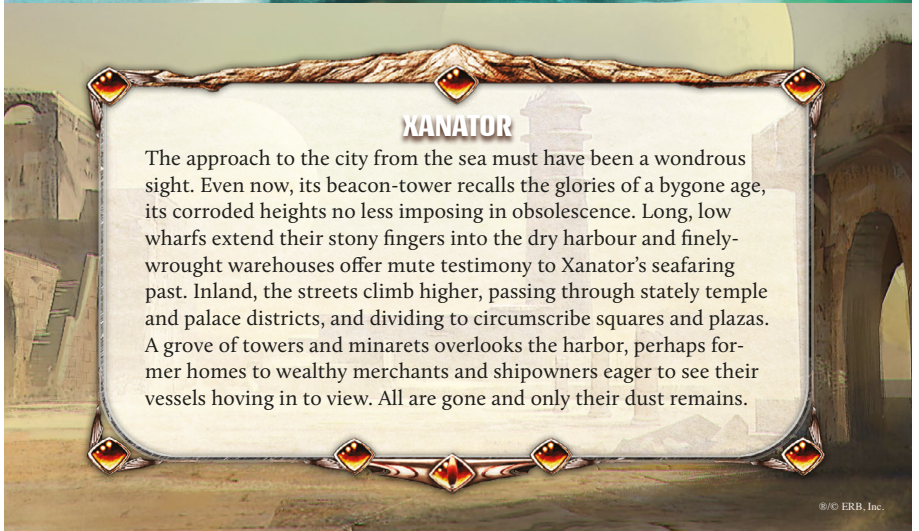 XANATOR
The approach to the city from the sea must have been a wondrous
sight. Even now, its beacon-tower recalls the glories of a bygone age,
its corroded heights no less imposing in obsolescence. Long, low
wharfs extend their stony fingers into the dry harbour and finely-
wrought warehouses offer mute testimony to Xanator’s seafaring
past. Inland, the streets climb higher, passing through stately temple
and palace districts, and dividing to circumscribe squares and plazas.
A grove of towers and minarets overlooks the harbor, perhaps for-
mer homes to wealthy merchants and shipowners eager to see their
vessels hoving in to view. All are gone and only their dust remains.
®/© ERB, Inc.